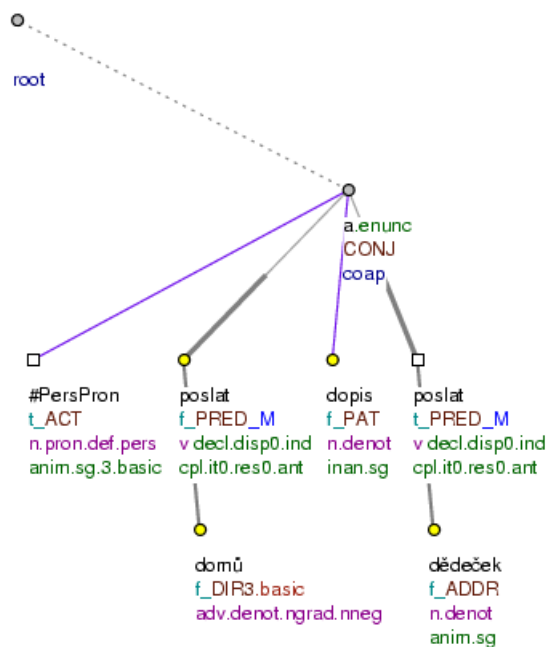 root
a.enunc
CONJ
coap
#PersPron
t_ACT
n.pron.def.pers
anim.sg.3.basic
poslat
f_PRED_M
v decl.disp0.ind
cpl.it0.res0.ant
dopis
f_PAT
n.denot
inan.sg
poslat
t_PRED_M
v decl.disp0.ind
cpl.it0.res0.ant
domů
f_DIR3.basic
adv.denot.ngrad.nneg
dědeček
f_ADDR
n.denot
anim.sg